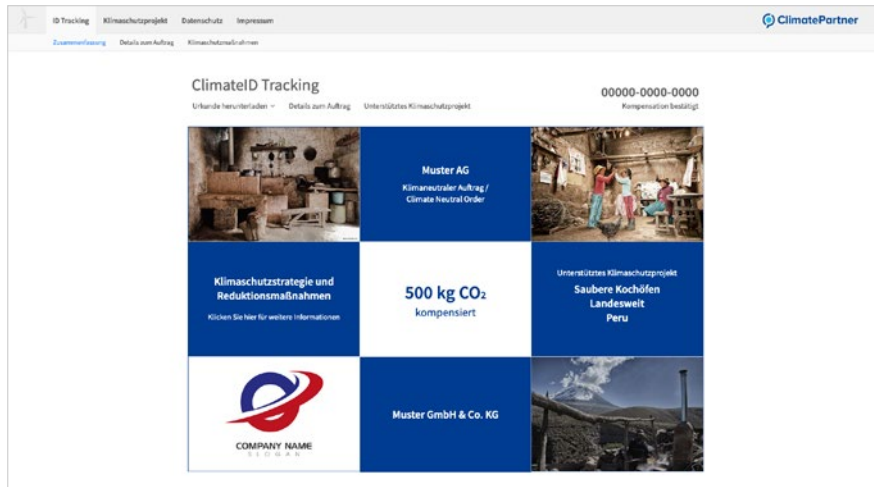 ID Tracking Klimaschutzprojekt Datenschutz Impressum
ClimatePartner
Zusammenfassung Details zum Auftrag Klimaschutzmaßnahmen
ClimateID Tracking
00000-0000-0000
Urkunde herunterladen Details zum Auftrag Unterstütztes Klimaschutzprojekt
Kompensation bestätigt
Muster AG
Klimaneutraler Auftrag /
Climate Neutral Order
Klimaschutzstrategie und
Reduktionsmaßnahmen
Klicken Sie hier für weitere Informationen
500 kg CO₂
kompensiert
Unterstütztes Klimaschutzprojekt
Saubere Kochöfen
Landesweit
Peru
COMPANY NAME
SLOGAN
Muster GmbH & Co. KG